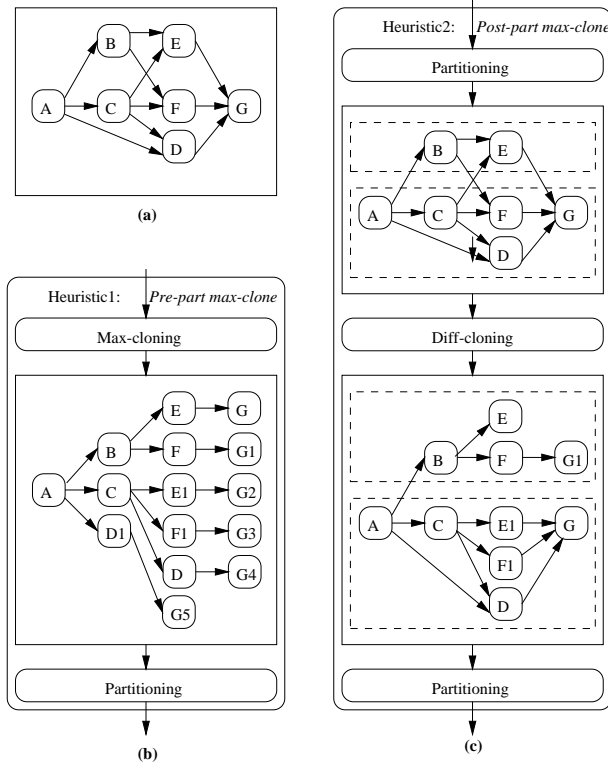 B
E
A
C
F
G
D
(a)
Heuristic1: Pre-part max-clone
Max-cloning
E
G
B
F
G1
A
C
E1
G2
D1
F1
G3
D
G4
G5
Partitioning
(b)
Heuristic2: Post-part max-clone
Partitioning
B
E
A
C
F
G
D
Diff-cloning
E
B
F
G1
A
C
E1
G
F1
D
Partitioning
(c)